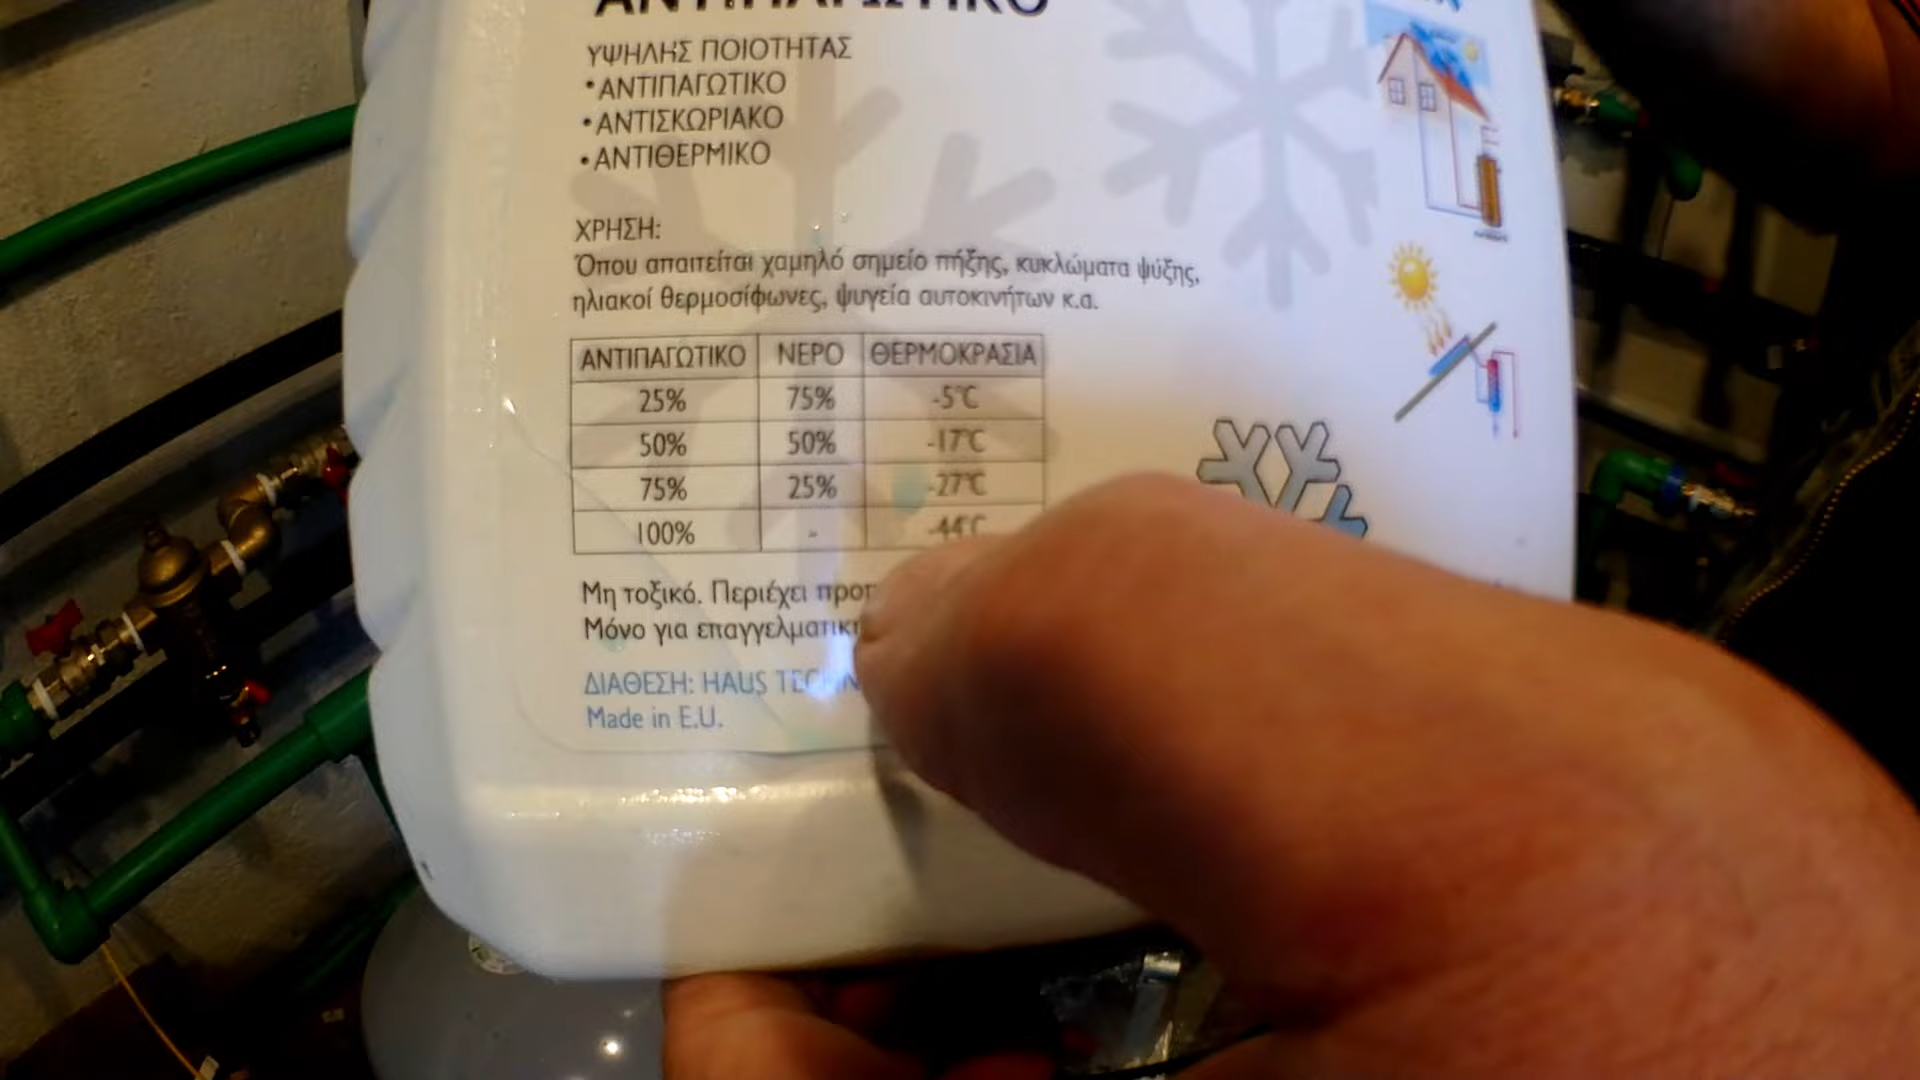 ΑΝΤΙΠΑΓΩΤΙΚΟ
ΥΨΗΛΗΣ ΠΟΙΟΤΗΤΑΣ
•ΑΝΤΙΠΑΓΩΤΙΚΟ
•ΑΝΤΙΣΚΩΡΙΑΚΟ
•ΑΝΤΙΘΕΡΜΙΚΟ
ΧΡΗΣΗ:
Όπου απαιτείται χαμηλό σημείο πήξης, κυκλώματα ψύξης,
ηλιακοί θερμοσίφωνες, ψυγεία αυτοκινήτων κ.α.
ΑΝΤΙΠΑΓΩΤΙΚΟ ΝΕΡΟ ΘΕΡΜΟΚΡΑΣΙΑ
25% 75% -5°C
50% 50% -17°C
75% 25% -27°C
100% - -44°C
Μη τοξικό. Περιέχει
Μόνο για
ΔΙΑΘΕΣΗ: HAUS
Made in E.U.